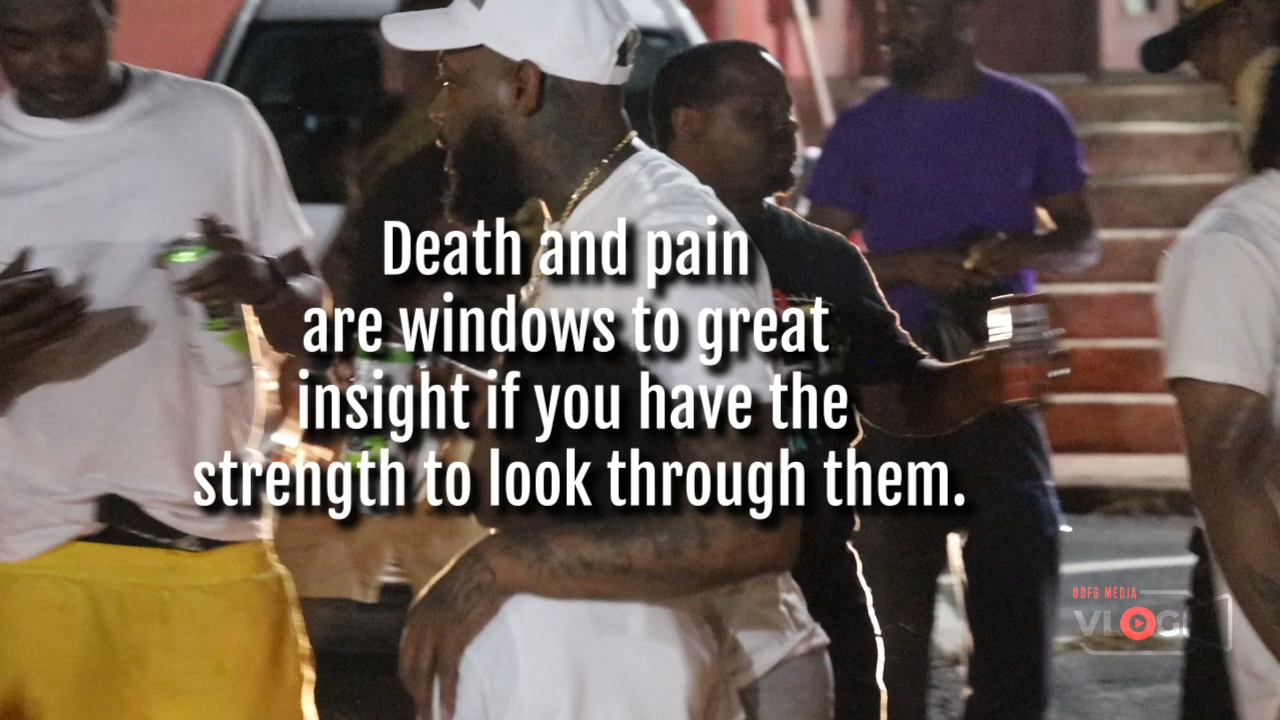 Death and pain
are windows to great
insight if you have the
strength to look through them.
ODFG MEDIA
VLOG